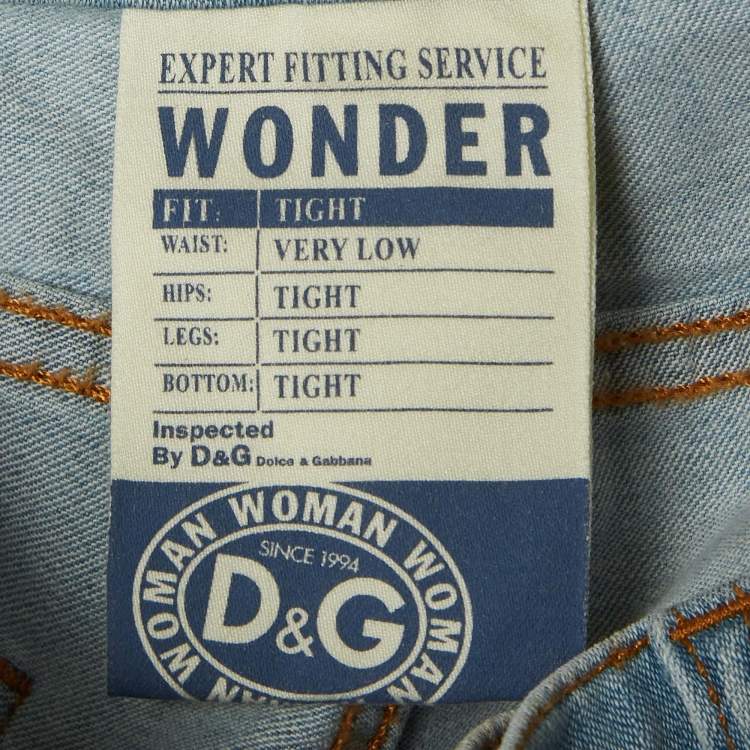 EXPERT FITTING SERVICE
WONDER
FIT: TIGHT
WAIST: VERY LOW
HIPS: TIGHT
LEGS: TIGHT
BOTTOM: TIGHT
Inspected
By D&G Dolce & Gabbana
WOMAN WOMAN WOMAN WOMAN
SINCE 1994
D&G